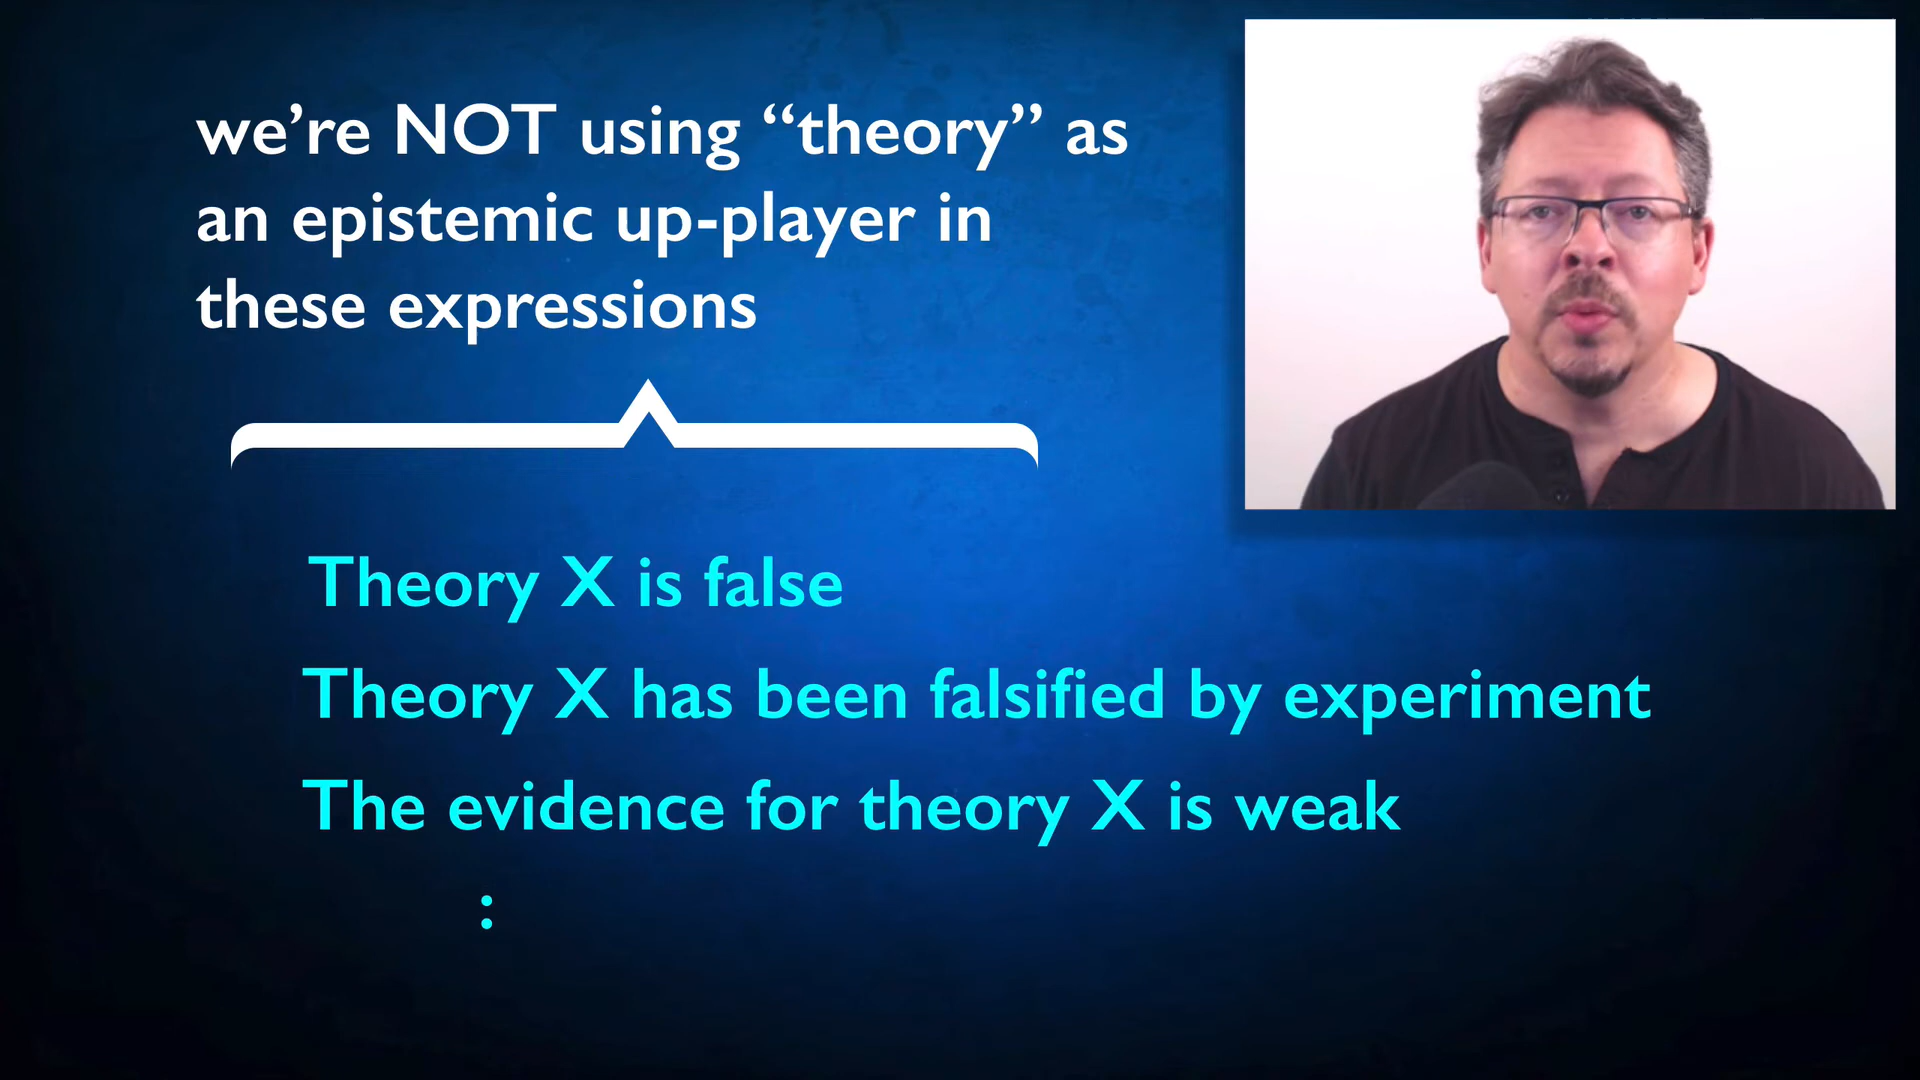 we’re NOT using “theory” as
an epistemic up-player in
these expressions
Theory X is false
Theory X has been falsified by experiment
The evidence for theory X is weak
: